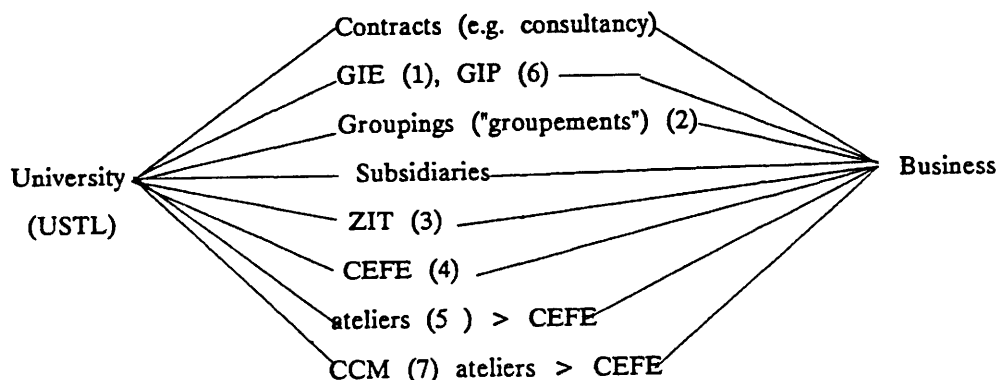 Contracts (e.g. consultancy)
GIE (1), GIP (6)
Groupings ("groupements") (2)
University
(USTL)
Subsidiaries
Business
ZIT (3)
CEFE (4)
ateliers (5 ) > CEFE
CCM (7) ateliers > CEFE